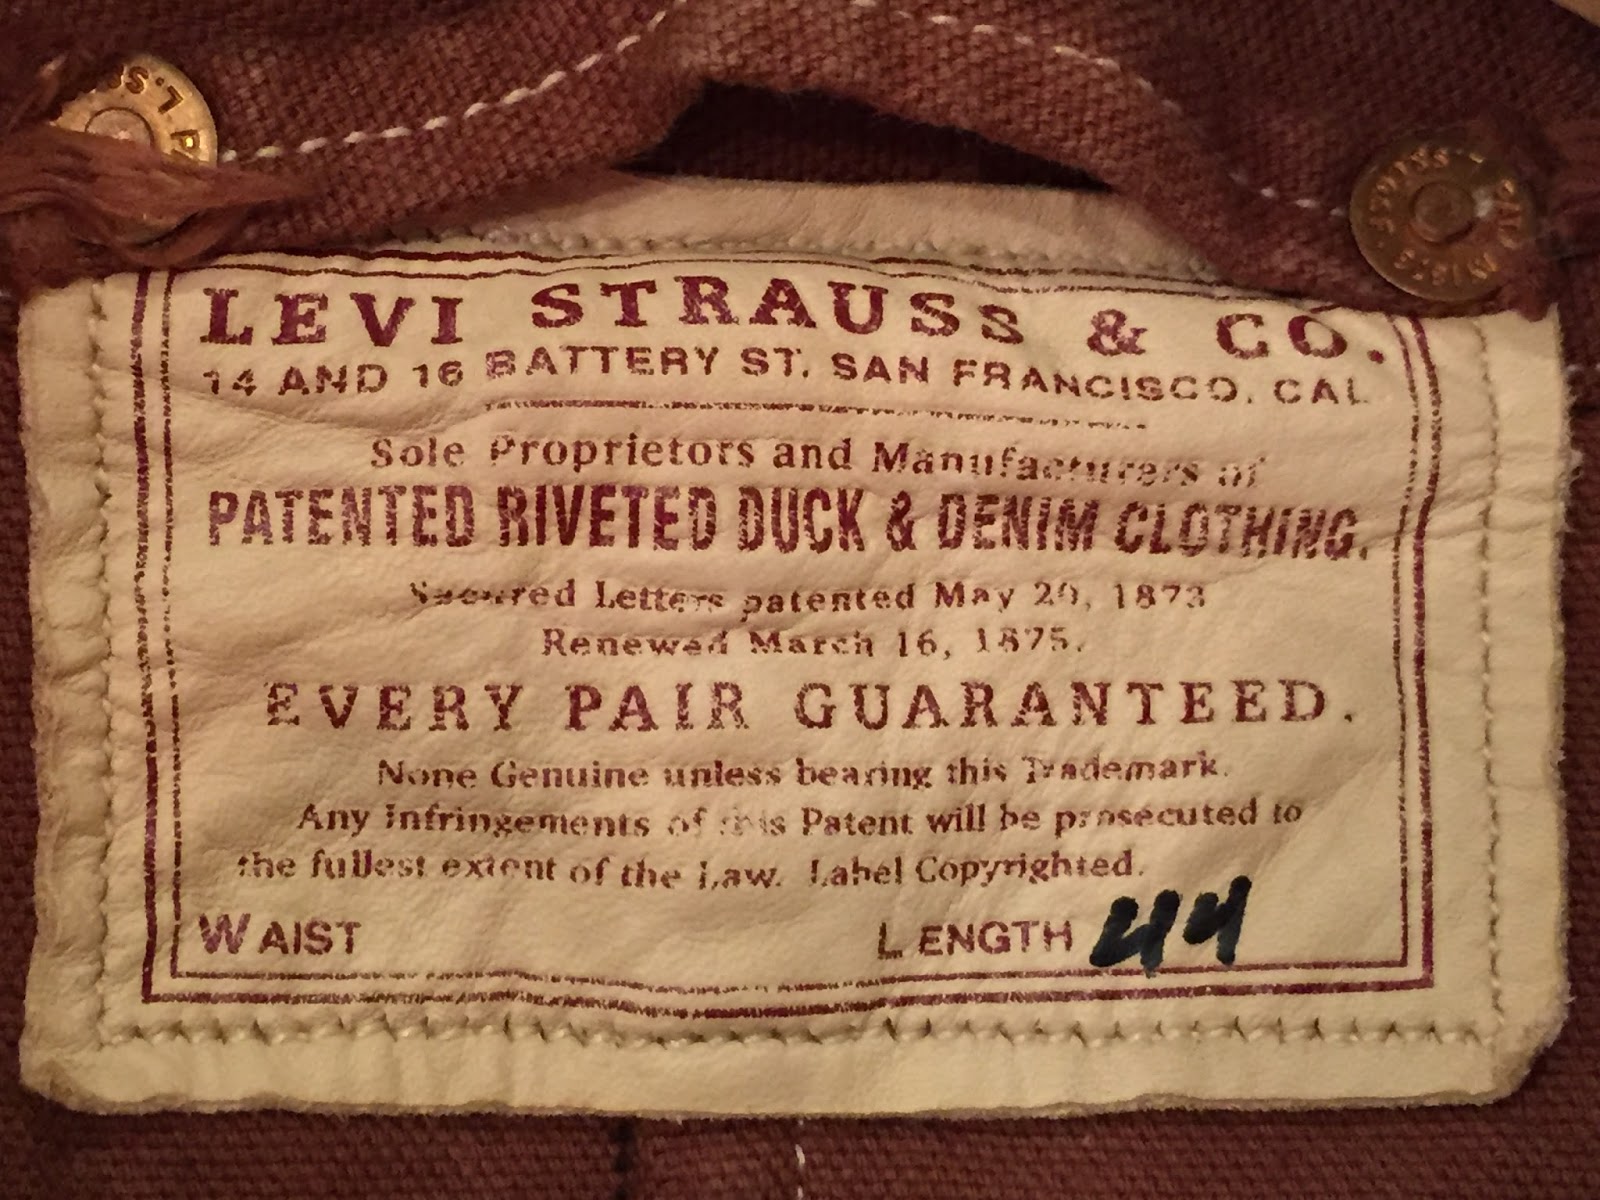 LEVI STRAUSS & CO.
14 AND 16 BATTERY ST. SAN FRANCISCO, CAL
Sole Proprietors and Manufacturers of
PATENTED RIVETED DUCK & DENIM CLOTHING.
Secured Letters patented May 20, 1873
Renewed March 16, 1875.
EVERY PAIR GUARANTEED.
None Genuine unless bearing this Trademark.
Any Infringements of this Patent will be prosecuted to
the fullest extent of the Law. Label Copyrighted.
WAIST LENGTH 44